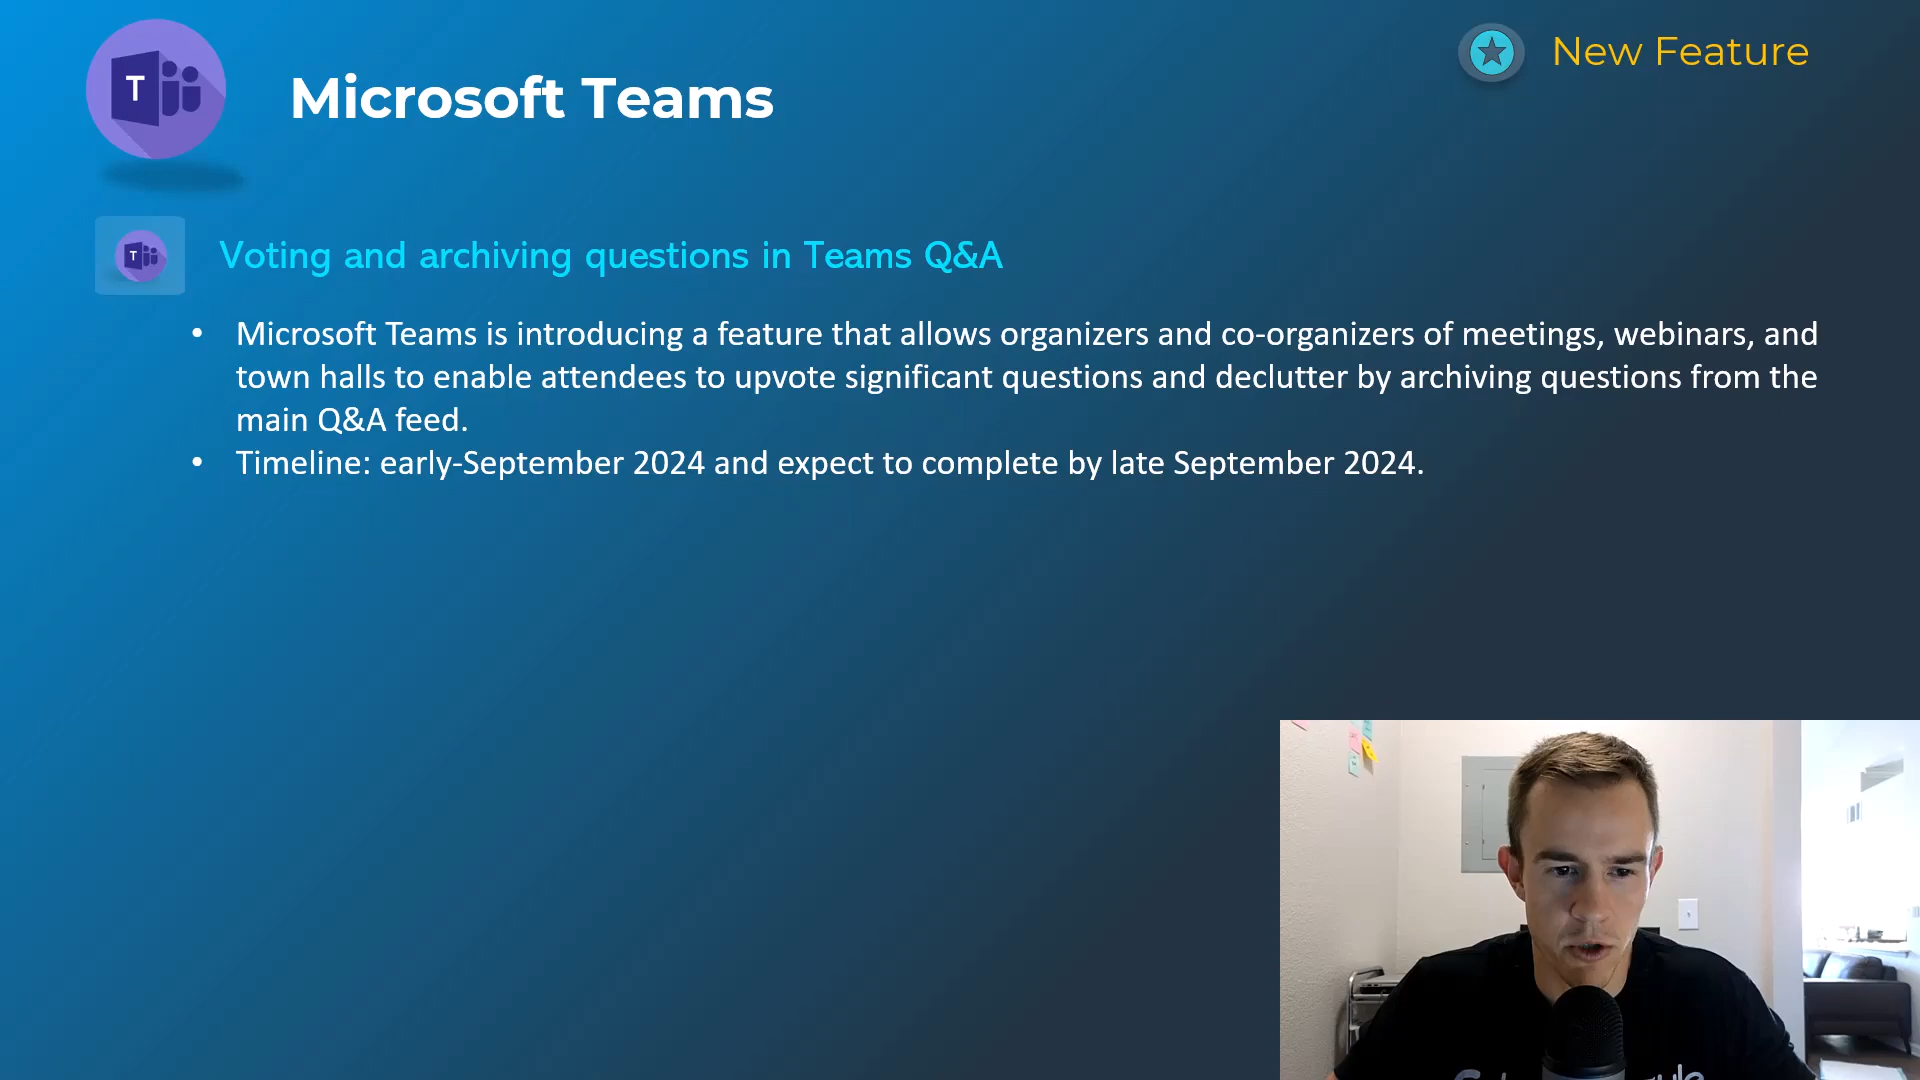 New Feature
Microsoft Teams
Voting and archiving questions in Teams Q&A
• Microsoft Teams is introducing a feature that allows organizers and co-organizers of meetings, webinars, and
town halls to enable attendees to upvote significant questions and declutter by archiving questions from the
main Q&A feed.
• Timeline: early-September 2024 and expect to complete by late September 2024.